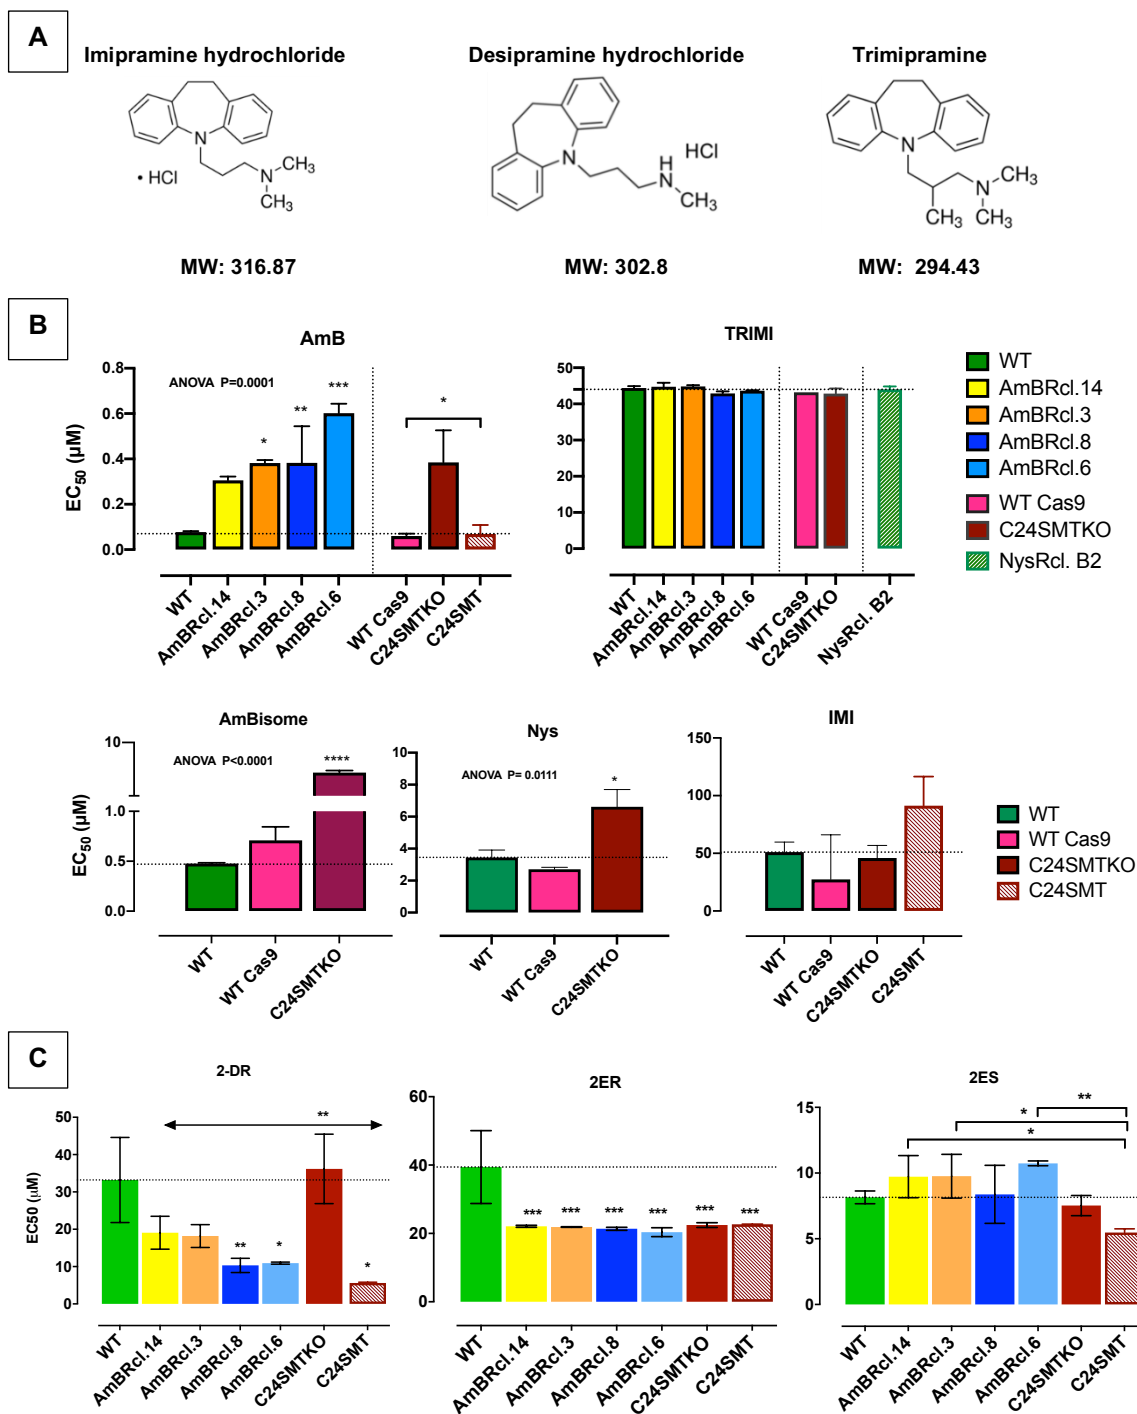 A
Imipramine hydrochloride
Desipramine hydrochloride
Trimipramine
N
N
CH3
CH3
• HCl
N
H
N
CH3
HCl
N
N
CH3
CH3
CH3
MW: 316.87
MW: 302.8
MW: 294.43
B
AmB
ANOVA P=0.0001
EC50 (µM)
0.8
0.6
0.4
0.2
0.0
*
**
***
*
WT
AmBRcl.14
AmBRcl.3
AmBRcl.8
AmBRcl.6
WT Cas9
C24SMTKO
C24SMT
TRIMI
50
40
30
20
10
0
WT
AmBRcl.14
AmBRcl.3
AmBRcl.8
AmBRcl.6
WT Cas9
C24SMTKO
NysRcl. B2
WT
AmBRcl.14
AmBRcl.3
AmBRcl.8
AmBRcl.6
WT Cas9
C24SMTKO
NysRcl. B2
AmBisome
ANOVA P<0.0001
EC50 (µM)
10
1.0
0.5
0.0
****
WT
WT Cas9
C24SMTKO
Nys
ANOVA P= 0.0111
10
8
6
4
2
0
*
WT
WT Cas9
C24SMTKO
IMI
150
100
50
0
WT
WT Cas9
C24SMTKO
C24SMT
WT
WT Cas9
C24SMTKO
C24SMT
C
2-DR
EC50 (µM)
50
40
30
20
10
0
**
**
*
*
WT
AmBRcl.14
AmBRcl.3
AmBRcl.8
AmBRcl.6
C24SMTKO
C24SMT
2ER
60
40
20
0
***
***
***
***
***
***
WT
AmBRcl.14
AmBRcl.3
AmBRcl.8
AmBRcl.6
C24SMTKO
C24SMT
2ES
15
10
5
0
**
*
*
WT
AmBRcl.14
AmBRcl.3
AmBRcl.8
AmBRcl.6
C24SMTKO
C24SMT